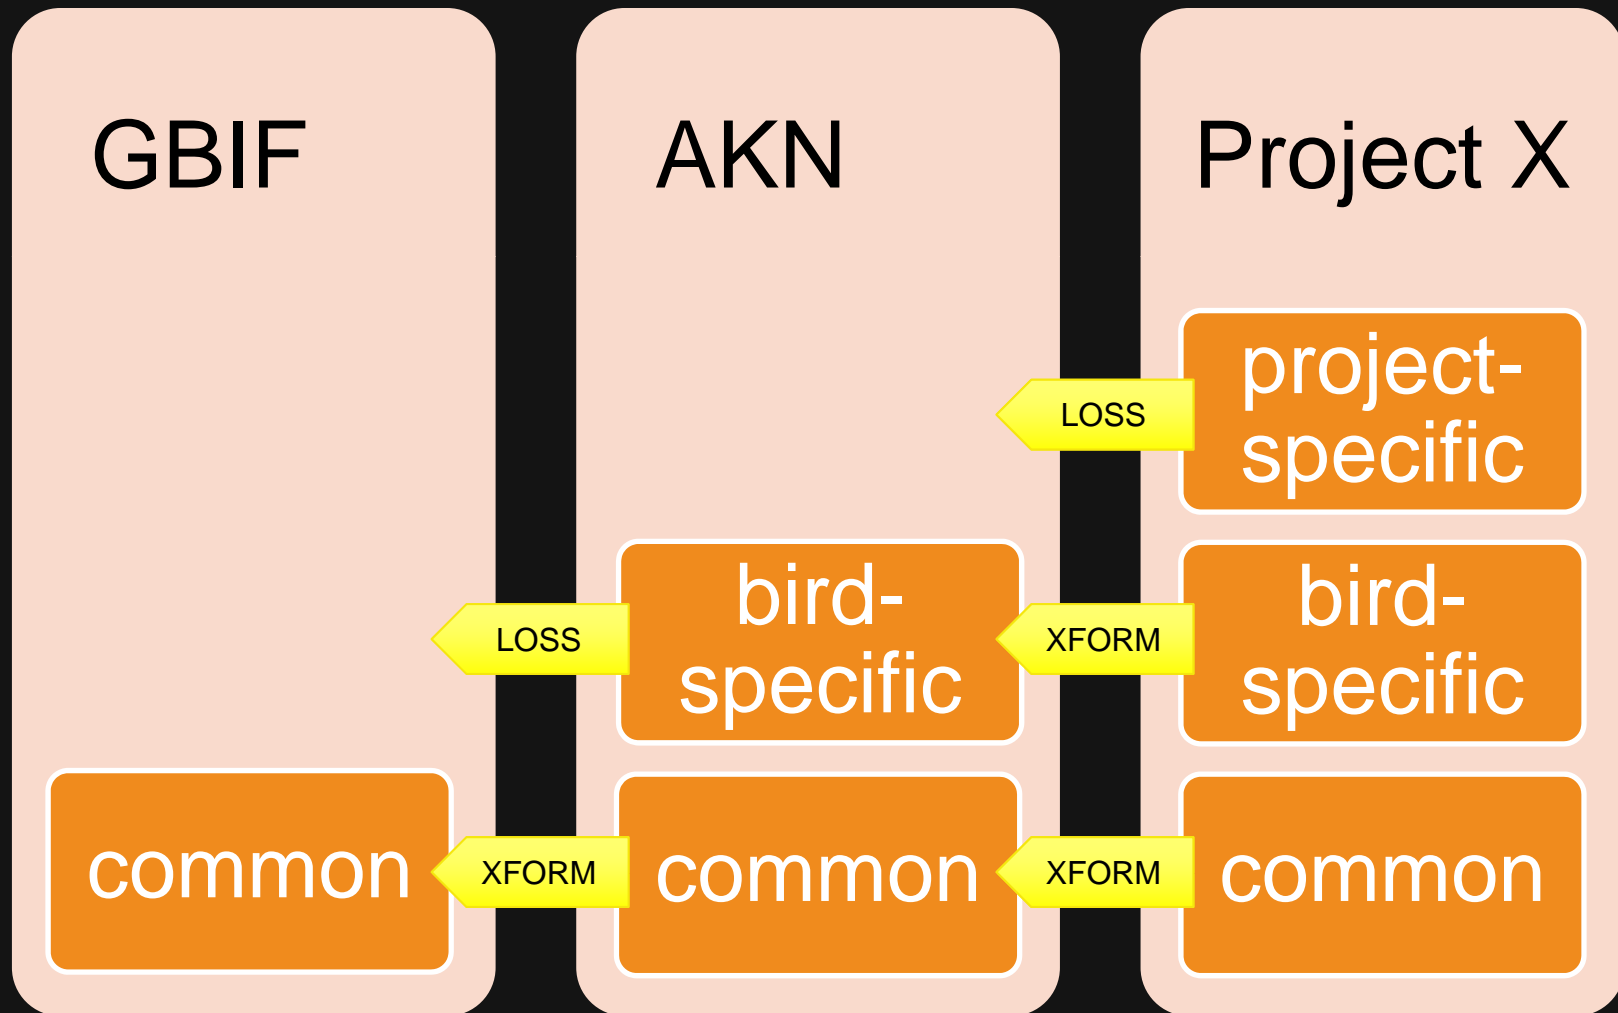 GBIF
AKN
Project X
project-
specific
LOSS
bird-
specific
bird-
specific
LOSS
XFORM
common
common
common
XFORM
XFORM